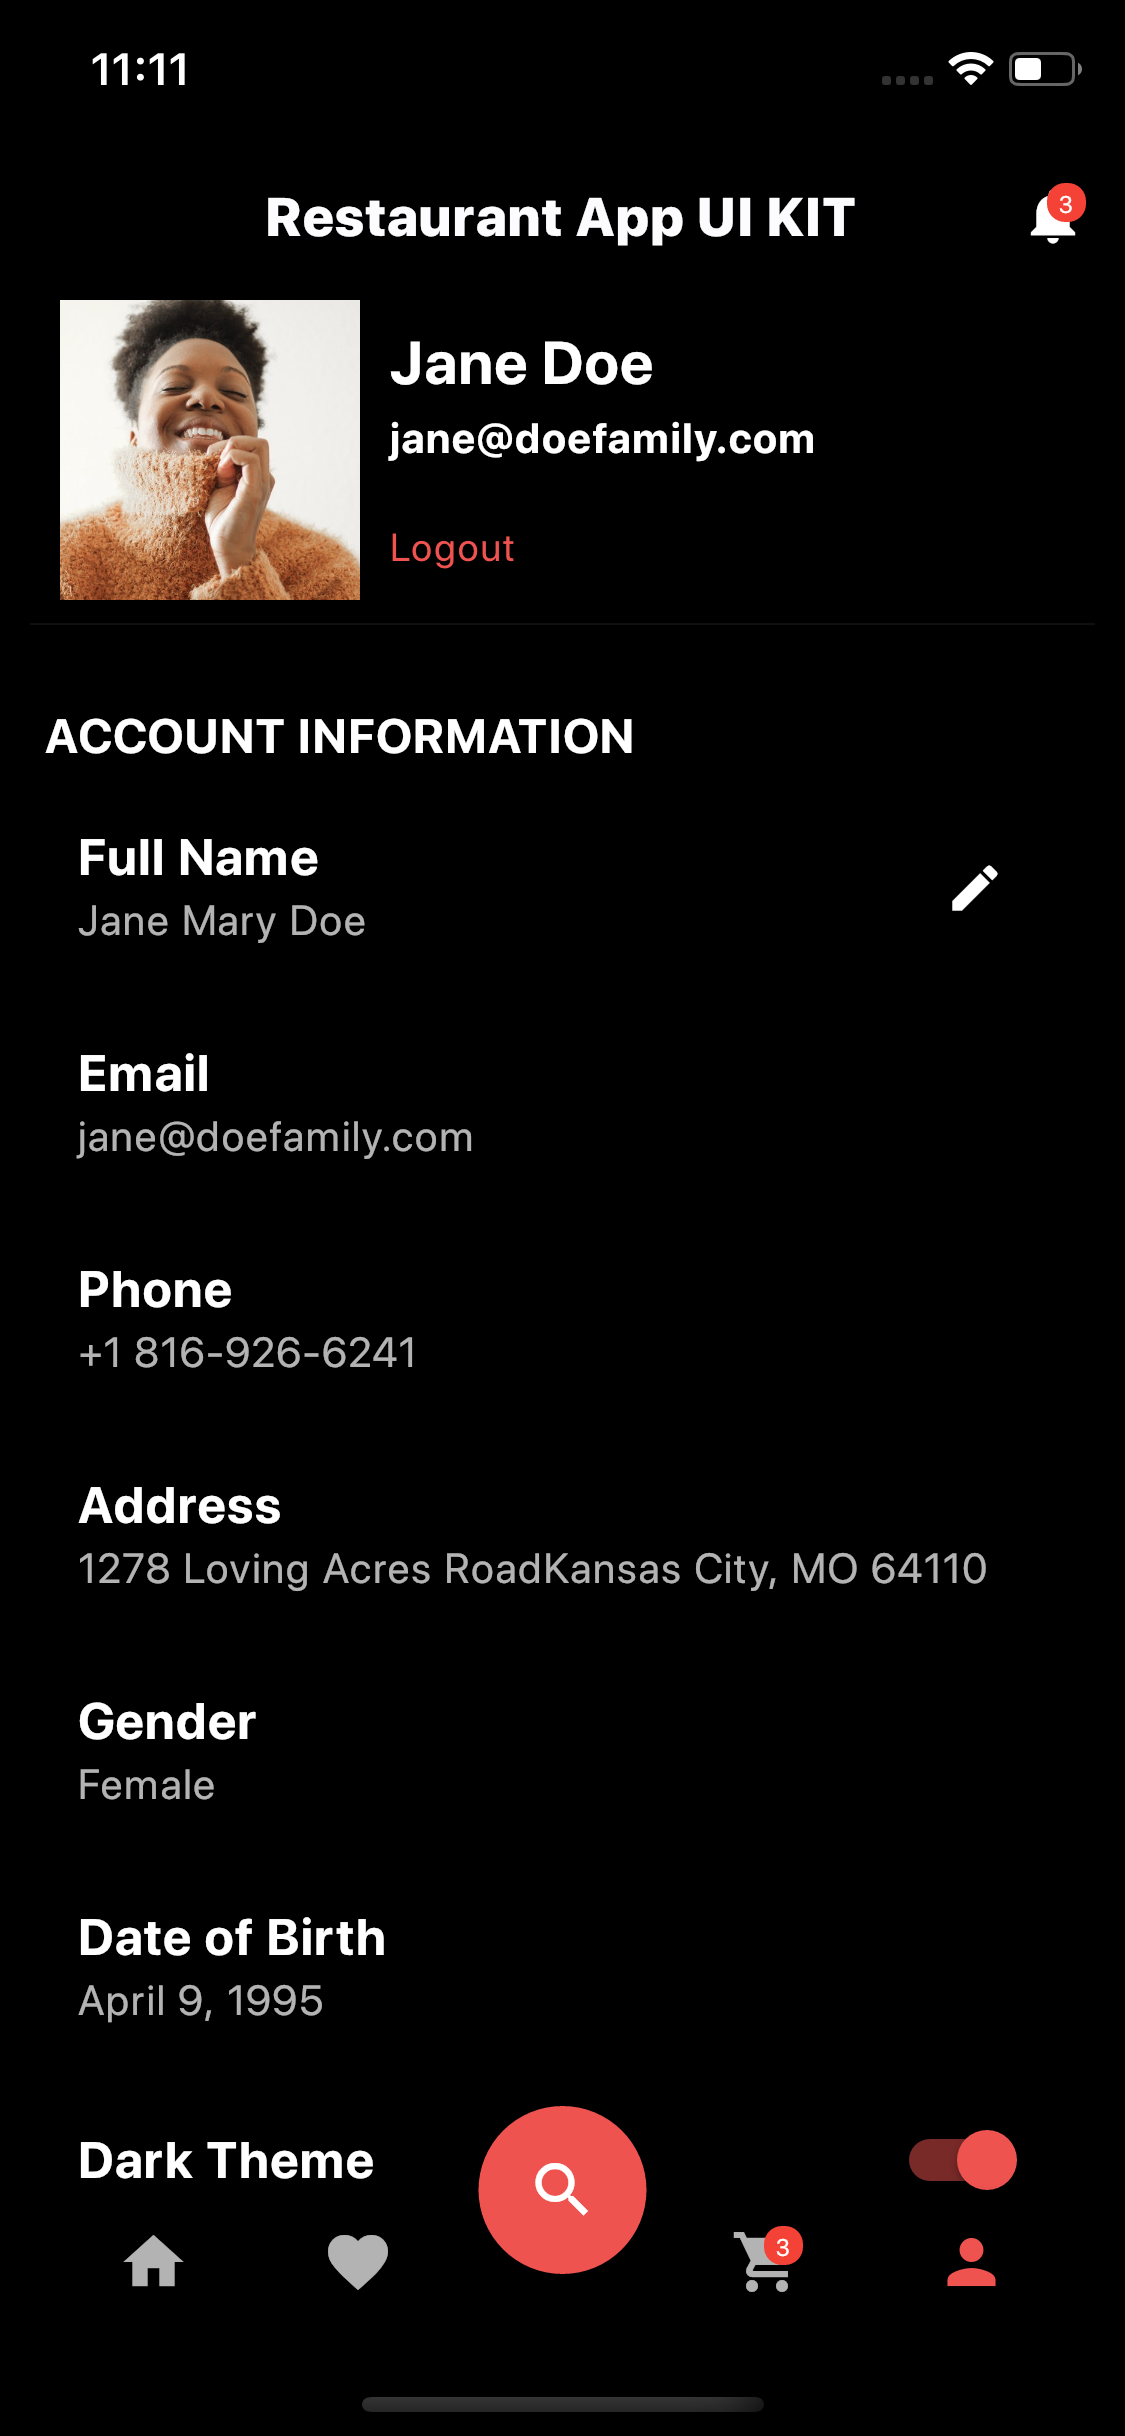 11:11
Restaurant App UI KIT
3
Jane Doe
jane@doefamily.com
Logout
ACCOUNT INFORMATION
Full Name
Jane Mary Doe
Email
jane@doefamily.com
Phone
+1 816-926-6241
Address
1278 Loving Acres RoadKansas City, MO 64110
Gender
Female
Date of Birth
April 9, 1995
Dark Theme
3